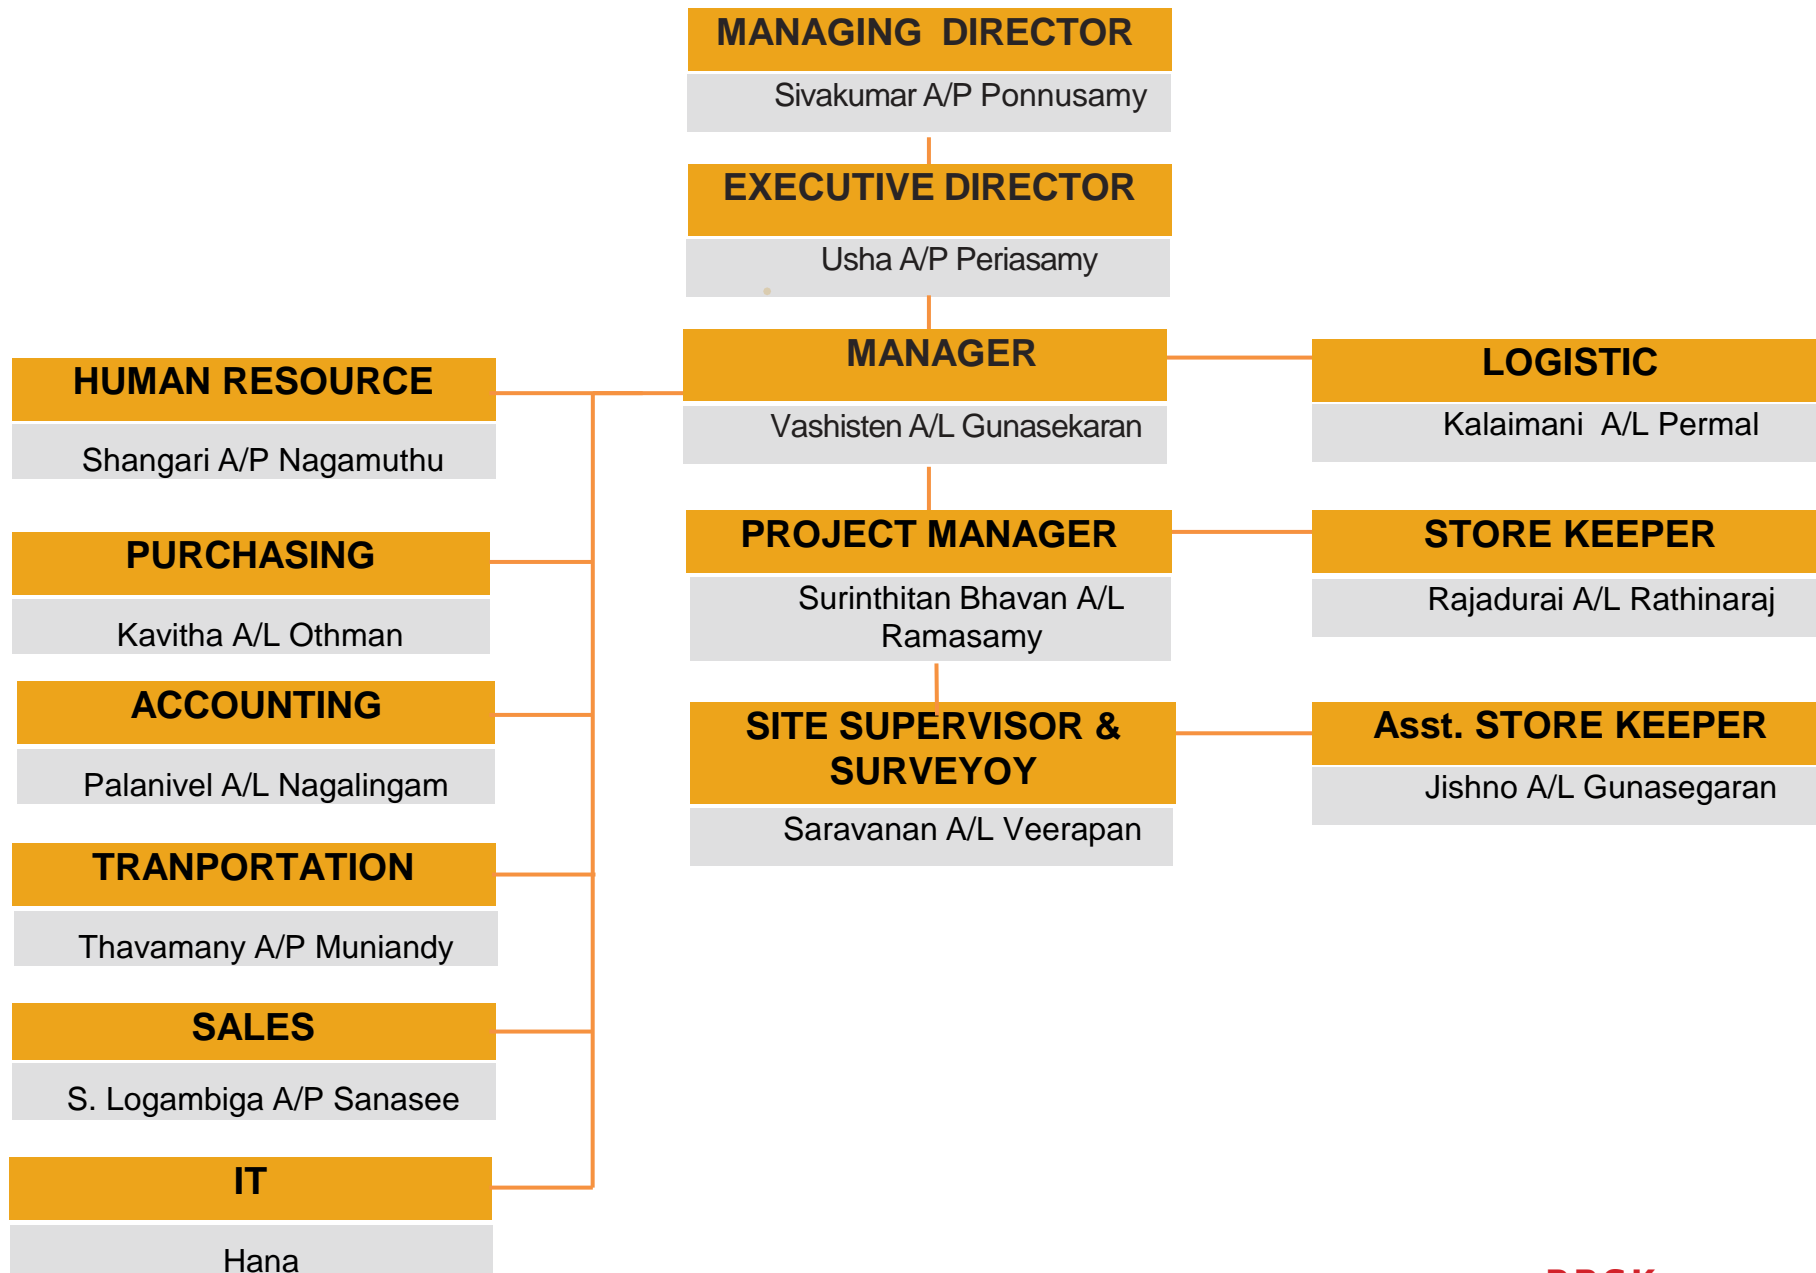 MANAGING DIRECTOR
Sivakumar A/P Ponnusamy
EXECUTIVE DIRECTOR
Usha A/P Periasamy
MANAGER
Vashisten A/L Gunasekaran
LOGISTIC
Kalaimani A/L Permal
HUMAN RESOURCE
Shangari A/P Nagamuthu
PROJECT MANAGER
Surinthitan Bhavan A/L
Ramasamy
STORE KEEPER
Rajadurai A/L Rathinaraj
PURCHASING
Kavitha A/L Othman
ACCOUNTING
Palanivel A/L Nagalingam
SITE SUPERVISOR &
SURVEYOY
Saravanan A/L Veerapan
Asst. STORE KEEPER
Jishno A/L Gunasegaran
TRANPORTATION
Thavamany A/P Muniandy
SALES
S. Logambiga A/P Sanasee
IT
Hana